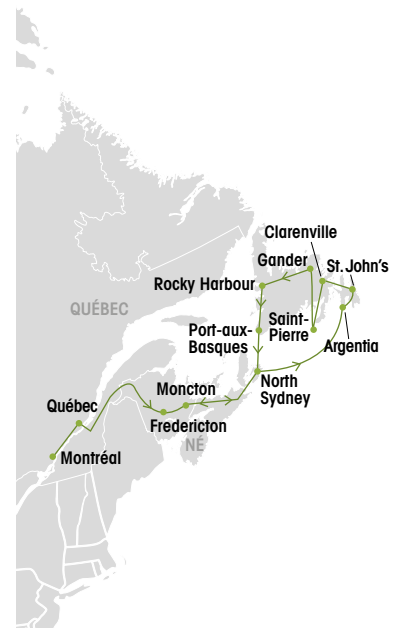 Clarenville
Gander
St. John's
Rocky Harbour
QUÉBEC
Port-aux-
Basques
Saint-
Pierre
Argentia
North
Sydney
Moncton
Québec
Fredericton
NÉ
Montréal